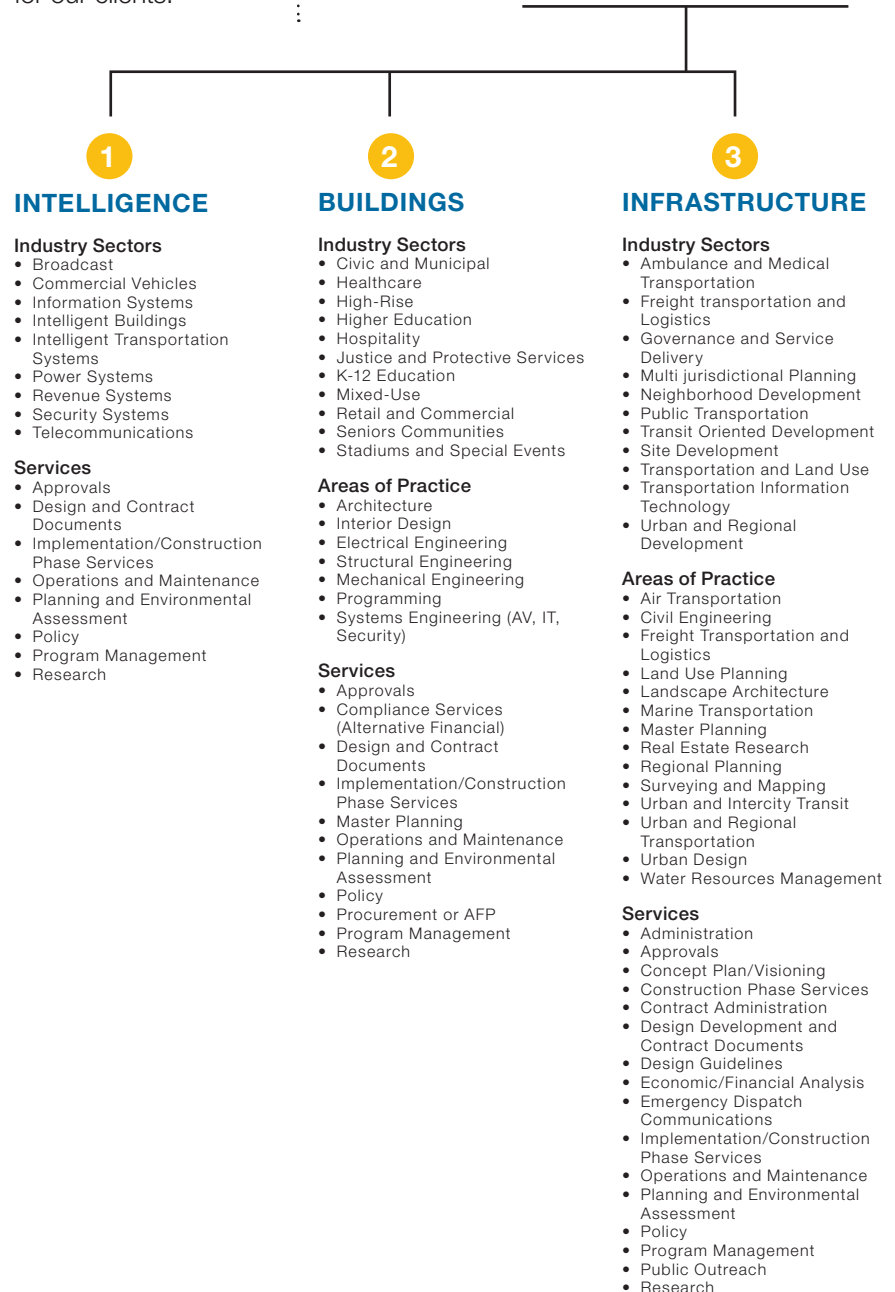 for our clients.
1
INTELLIGENCE
Industry Sectors
• Broadcast
• Commercial Vehicles
• Information Systems
• Intelligent Buildings
• Intelligent Transportation
Systems
• Power Systems
• Revenue Systems
• Security Systems
• Telecommunications
Services
• Approvals
• Design and Contract
Documents
• Implementation/Construction
Phase Services
• Operations and Maintenance
• Planning and Environmental
Assessment
• Policy
• Program Management
• Research
2
BUILDINGS
Industry Sectors
• Civic and Municipal
• Healthcare
• High-Rise
• Higher Education
• Hospitality
• Justice and Protective Services
• K-12 Education
• Mixed-Use
• Retail and Commercial
• Seniors Communities
• Stadiums and Special Events
Areas of Practice
• Architecture
• Interior Design
• Electrical Engineering
• Structural Engineering
• Mechanical Engineering
• Programming
• Systems Engineering (AV, IT,
Security)
Services
• Approvals
• Compliance Services
(Alternative Financial)
• Design and Contract
Documents
• Implementation/Construction
Phase Services
• Master Planning
• Operations and Maintenance
• Planning and Environmental
Assessment
• Policy
• Procurement or AFP
• Program Management
• Research
3
INFRASTRUCTURE
Industry Sectors
• Ambulance and Medical
Transportation
• Freight transportation and
Logistics
• Governance and Service
Delivery
• Multi jurisdictional Planning
• Neighborhood Development
• Public Transportation
• Transit Oriented Development
• Site Development
• Transportation and Land Use
• Transportation Information
Technology
• Urban and Regional
Development
Areas of Practice
• Air Transportation
• Civil Engineering
• Freight Transportation and
Logistics
• Land Use Planning
• Landscape Architecture
• Marine Transportation
• Master Planning
• Real Estate Research
• Regional Planning
• Surveying and Mapping
• Urban and Intercity Transit
• Urban and Regional
Transportation
• Urban Design
• Water Resources Management
Services
• Administration
• Approvals
• Concept Plan/Visioning
• Construction Phase Services
• Contract Administration
• Design Development and
Contract Documents
• Design Guidelines
• Economic/Financial Analysis
• Emergency Dispatch
Communications
• Implementation/Construction
Phase Services
• Operations and Maintenance
• Planning and Environmental
Assessment
• Policy
• Program Management
• Public Outreach
• Research